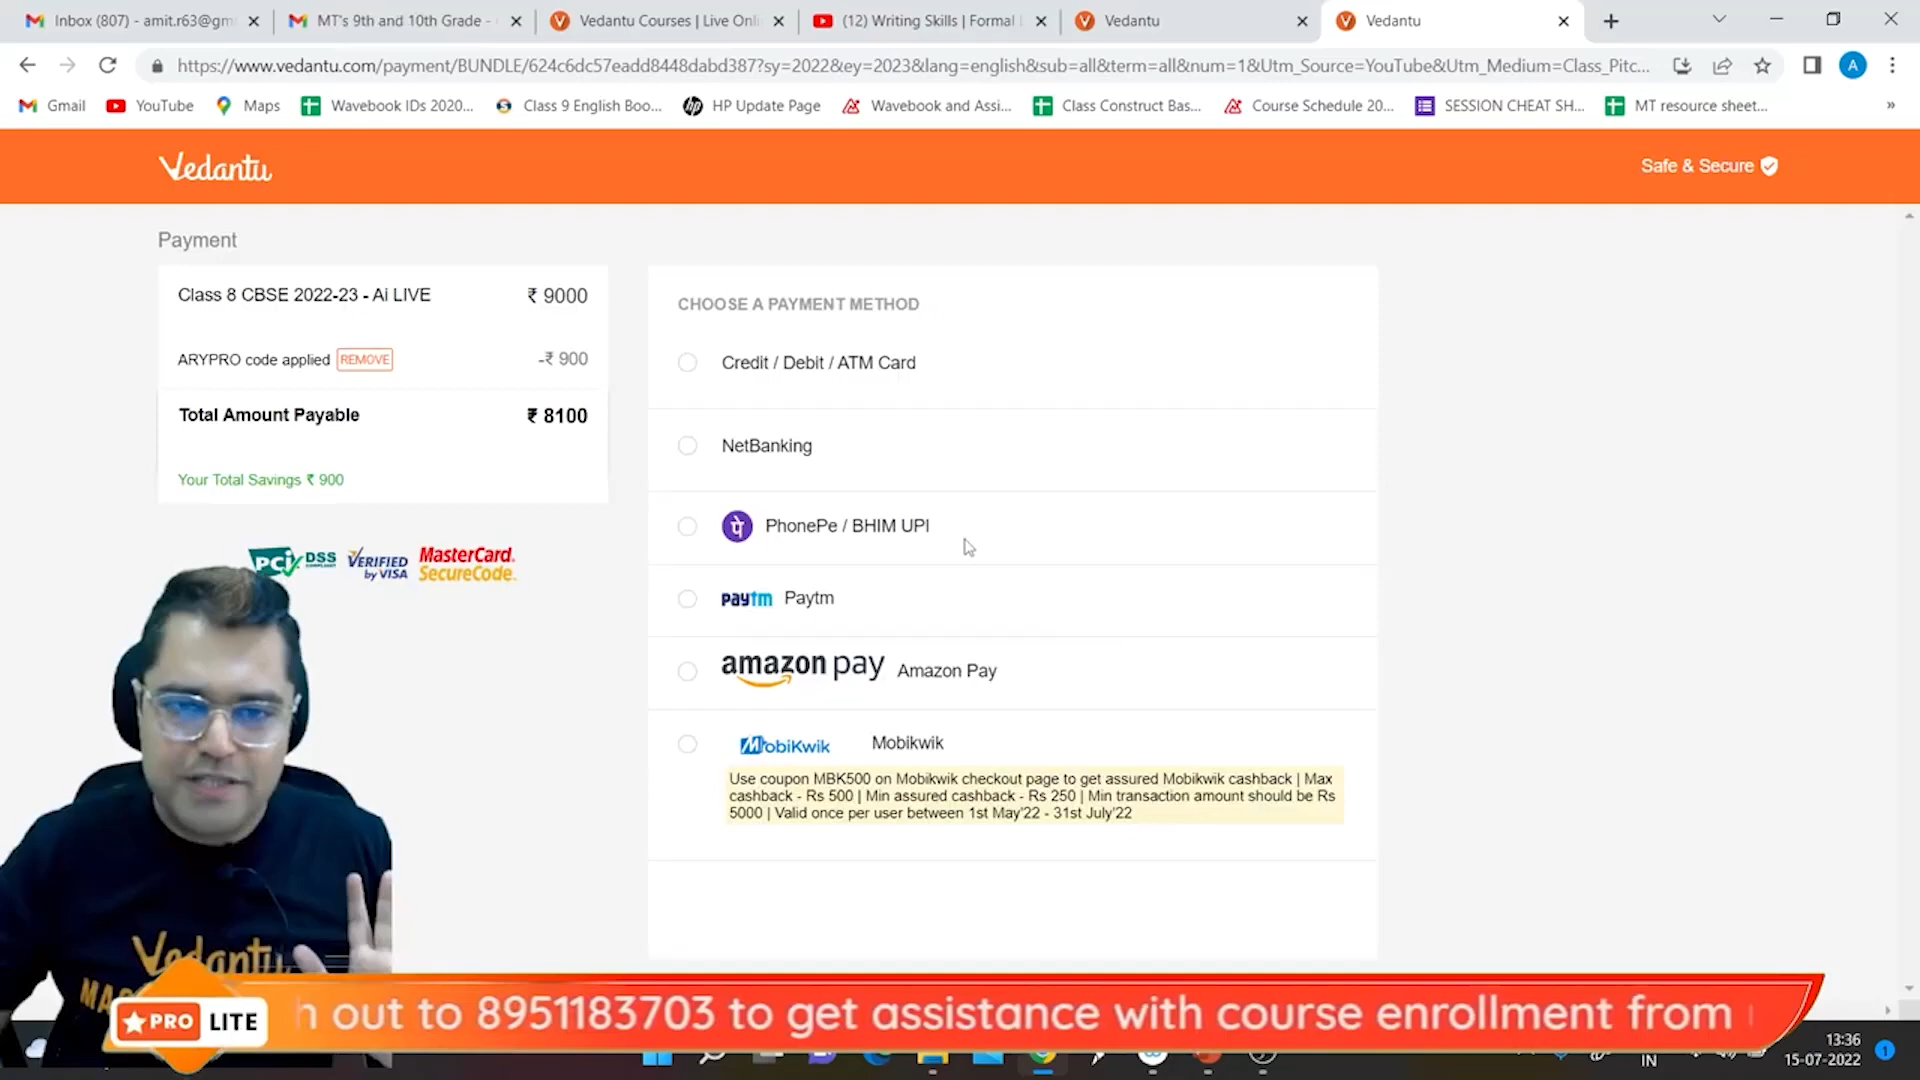 Inbox (807) - amit.r63@gm
MT's 9th and 10th Grade -
Vedantu Courses | Live Onli
(12) Writing Skills | Formal
Vedantu
Vedantu
https://www.vedantu.com/payment/BUNDLE/624c6dc57eadd8448dabd387?sy=2022&ey=2023&lang=english&sub=all&term=all&num=1&Utm_Source=YouTube&Utm_Medium=Class_Pitc...
A
Gmail
YouTube
Maps
Wavebook IDs 2020...
Class 9 English Boo...
HP Update Page
Wavebook and Assi...
Class Construct Bas...
Course Schedule 20...
SESSION CHEAT SH...
MT resource sheet...
»
Vedantu
Safe & Secure
Payment
Class 8 CBSE 2022-23 - Ai LIVE ₹ 9000
ARYPRO code applied REMOVE -₹ 900
Total Amount Payable ₹ 8100
Your Total Savings ₹ 900
PCI DSS COMPLIANT
VERIFIED by VISA
MasterCard.
SecureCode.
CHOOSE A PAYMENT METHOD
Credit / Debit / ATM Card
NetBanking
पे PhonePe / BHIM UPI
paytm Paytm
amazon pay Amazon Pay
MobiKwik Mobikwik
Use coupon MBK500 on Mobikwik checkout page to get assured Mobikwik cashback | Max
cashback - Rs 500 | Min assured cashback - Rs 250 | Min transaction amount should be Rs
5000 | Valid once per user between 1st May'22 - 31st July'22
Vedantu
MA
PRO LITE
h out to 8951183703 to get assistance with course enrollment from
IN
13:36
15-07-2022
1